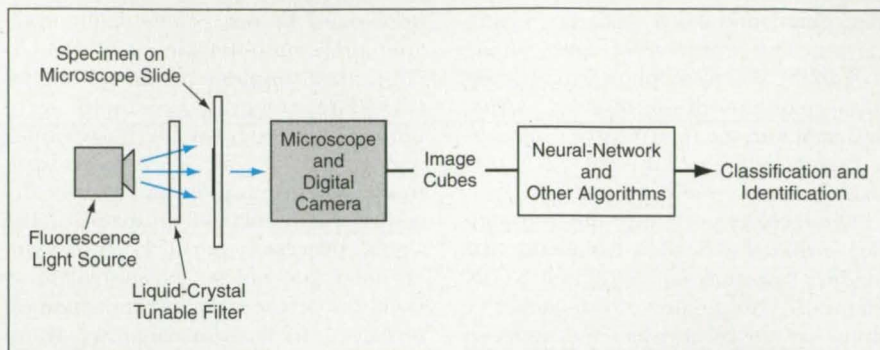 Specimen on
Microscope Slide
Fluorescence
Light Source
Liquid-Crystal
Tunable Filter
Microscope
and
Digital
Camera
Image
Cubes
Neural-Network
and
Other Algorithms
Classification and
Identification